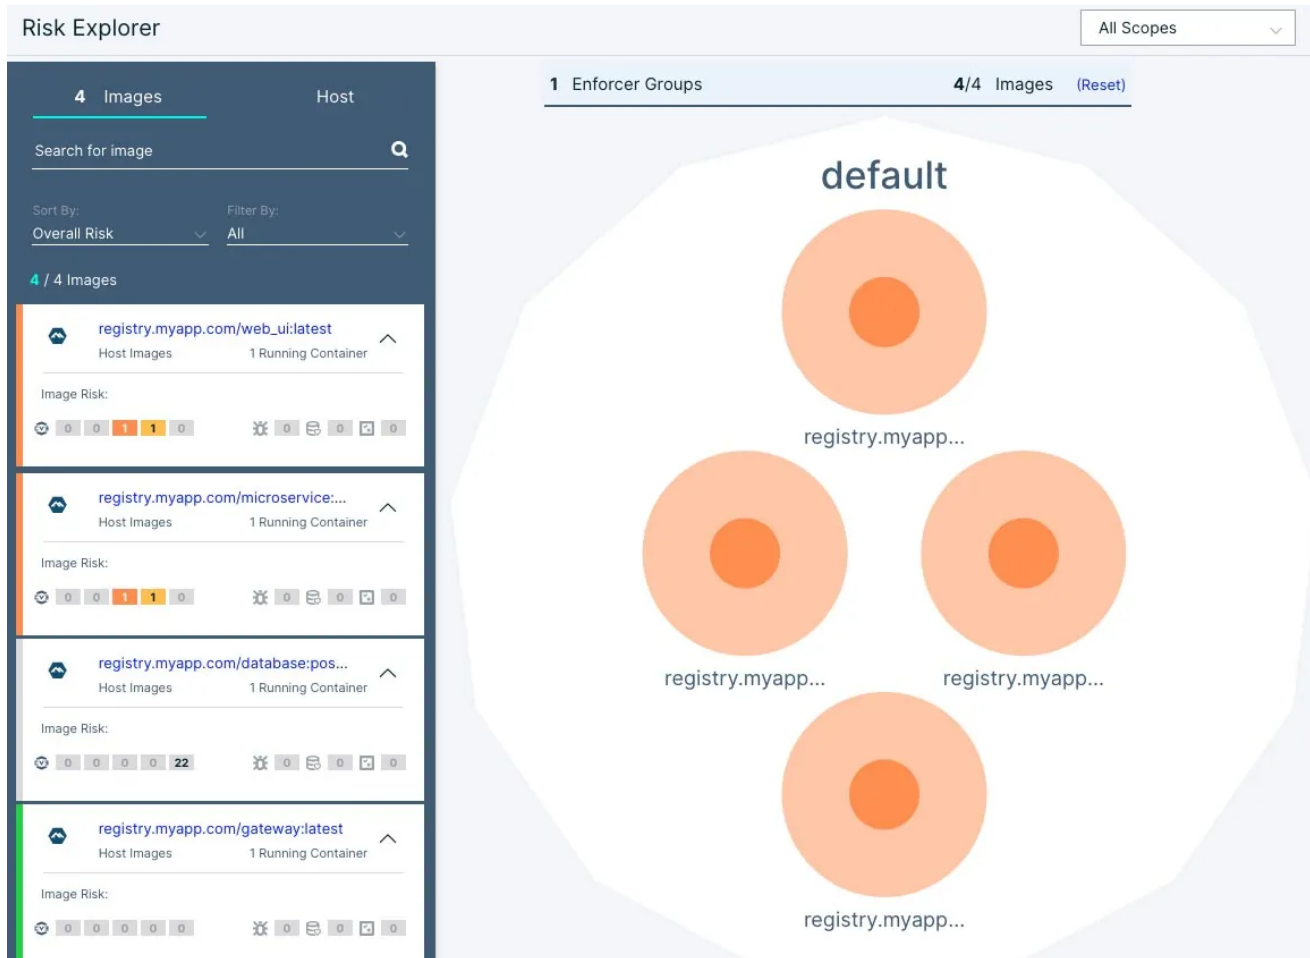 Risk Explorer
All Scopes
4 Images Host
Search for image
Sort By: Filter By:
Overall Risk All
4 / 4 Images
registry.myapp.com/web_ui:latest
Host Images 1 Running Container
Image Risk:
0 0 1 1 0 0 0 0
registry.myapp.com/microservice:...
Host Images 1 Running Container
Image Risk:
0 0 1 1 0 0 0 0
registry.myapp.com/database:pos...
Host Images 1 Running Container
Image Risk:
0 0 0 0 22 0 0 0
registry.myapp.com/gateway:latest
Host Images 1 Running Container
Image Risk:
0 0 0 0 0 0 0 0
1 Enforcer Groups 4/4 Images (Reset)
default
registry.myapp...
registry.myapp... registry.myapp...
registry.myapp...